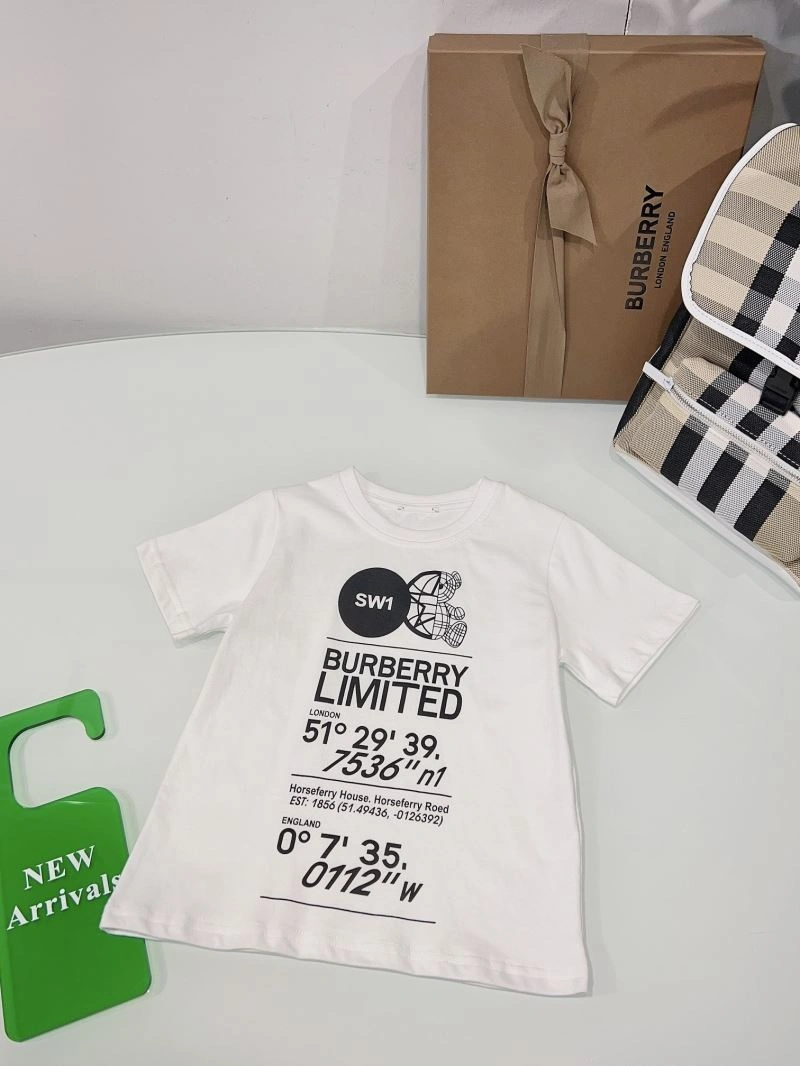 BURBERRY
LONDON ENGLAND
SW1
BURBERRY
LIMITED
LONDON
51° 29' 39.
7536" n1
Horseferry House. Horseferry Roed
EST: 1856 (51.49436, -0126392)
ENGLAND
0° 7' 35.
0112" W
NEW
Arrivals